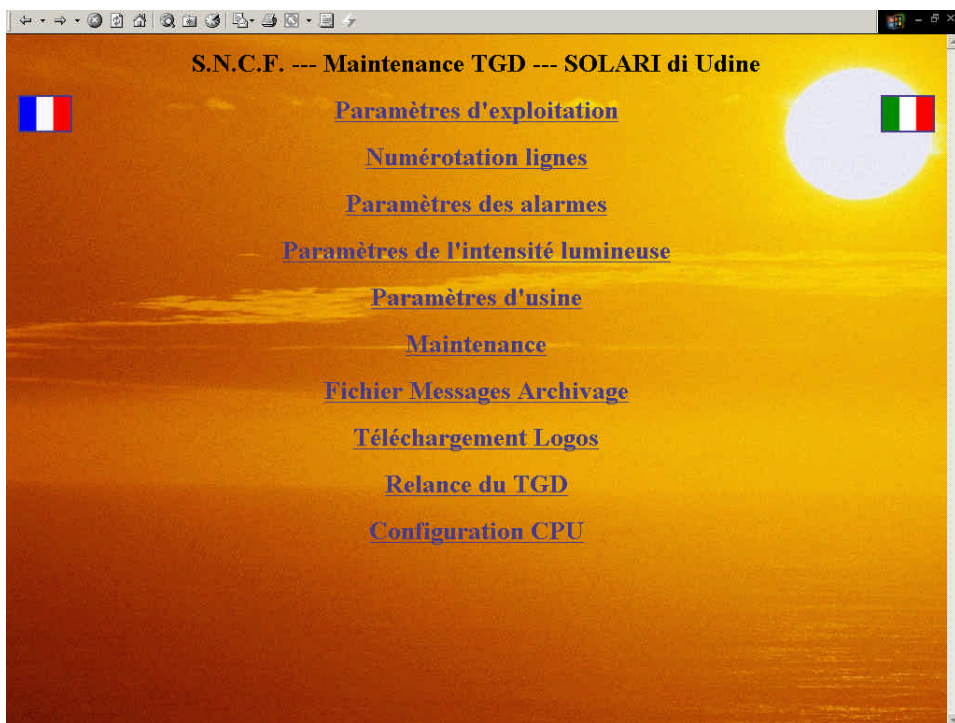 S.N.C.F. --- Maintenance TGD --- SOLARI di Udine
Paramètres d'exploitation
Numérotation lignes
Paramètres des alarmes
Paramètres de l'intensité lumineuse
Paramètres d'usine
Maintenance
Fichier Messages Archivage
Téléchargement Logos
Relance du TGD
Configuration CPU